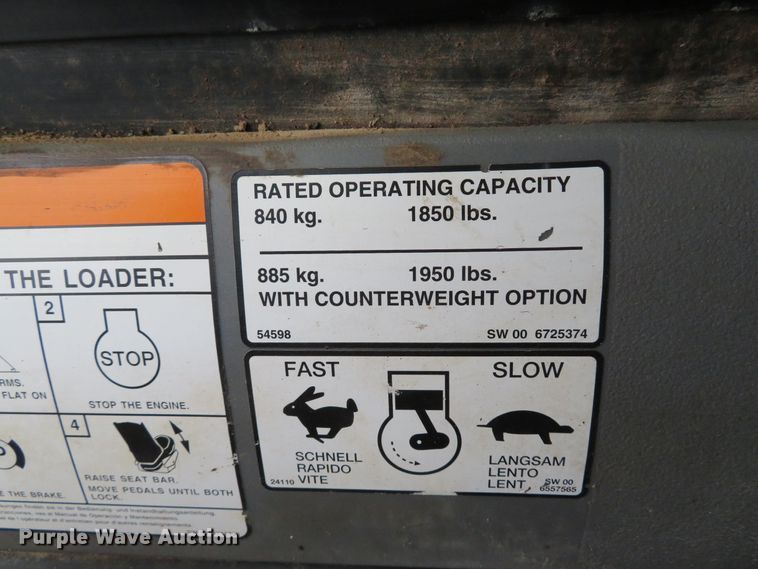 THE LOADER:
2
STOP
RMS.
FLAT ON
STOP THE ENGINE.
4
RAISE SEAT BAR.
MOVE PEDALS UNTIL BOTH
LOCK.
E THE BRAKE.
RATED OPERATING CAPACITY
840 kg. 1850 lbs.
885 kg. 1950 lbs.
WITH COUNTERWEIGHT OPTION
54598 SW 00 6725374
FAST SLOW
SCHNELL LANGSAM
RAPIDO LENTO
24110 VITE LENT SW 00
6557565
Purple Wave Auction